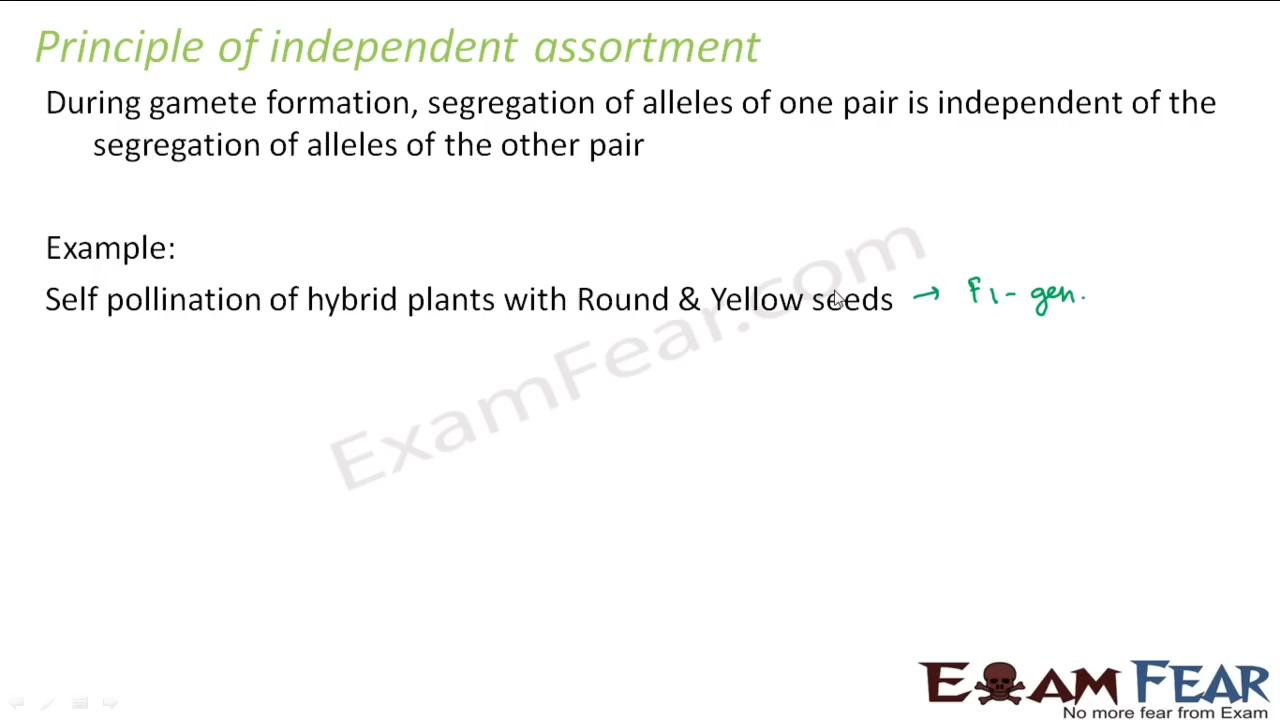 Principle of independent assortment
During gamete formation, segregation of alleles of one pair is independent of the
segregation of alleles of the other pair
Example:
Self pollination of hybrid plants with Round & Yellow seeds → F1 - gen.
ExamFear.com
EXAM FEAR
No more fear from Exam